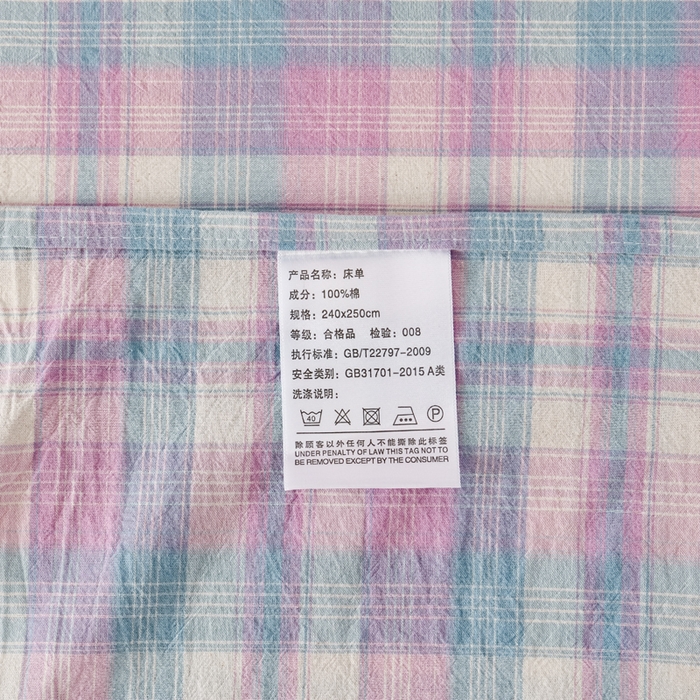 产品名称：床单
成分：100%棉
规格：240x250cm
等级：合格品 检验：008
执行标准：GB/T22797-2009
安全类别：GB31701-2015 A类
洗涤说明：
40 P
除顾客以外任何人不能撕除此标签
UNDER PENALTY OF LAW THIS TAG NOT TO
BE REMOVED EXCEPT BY THE CONSUMER